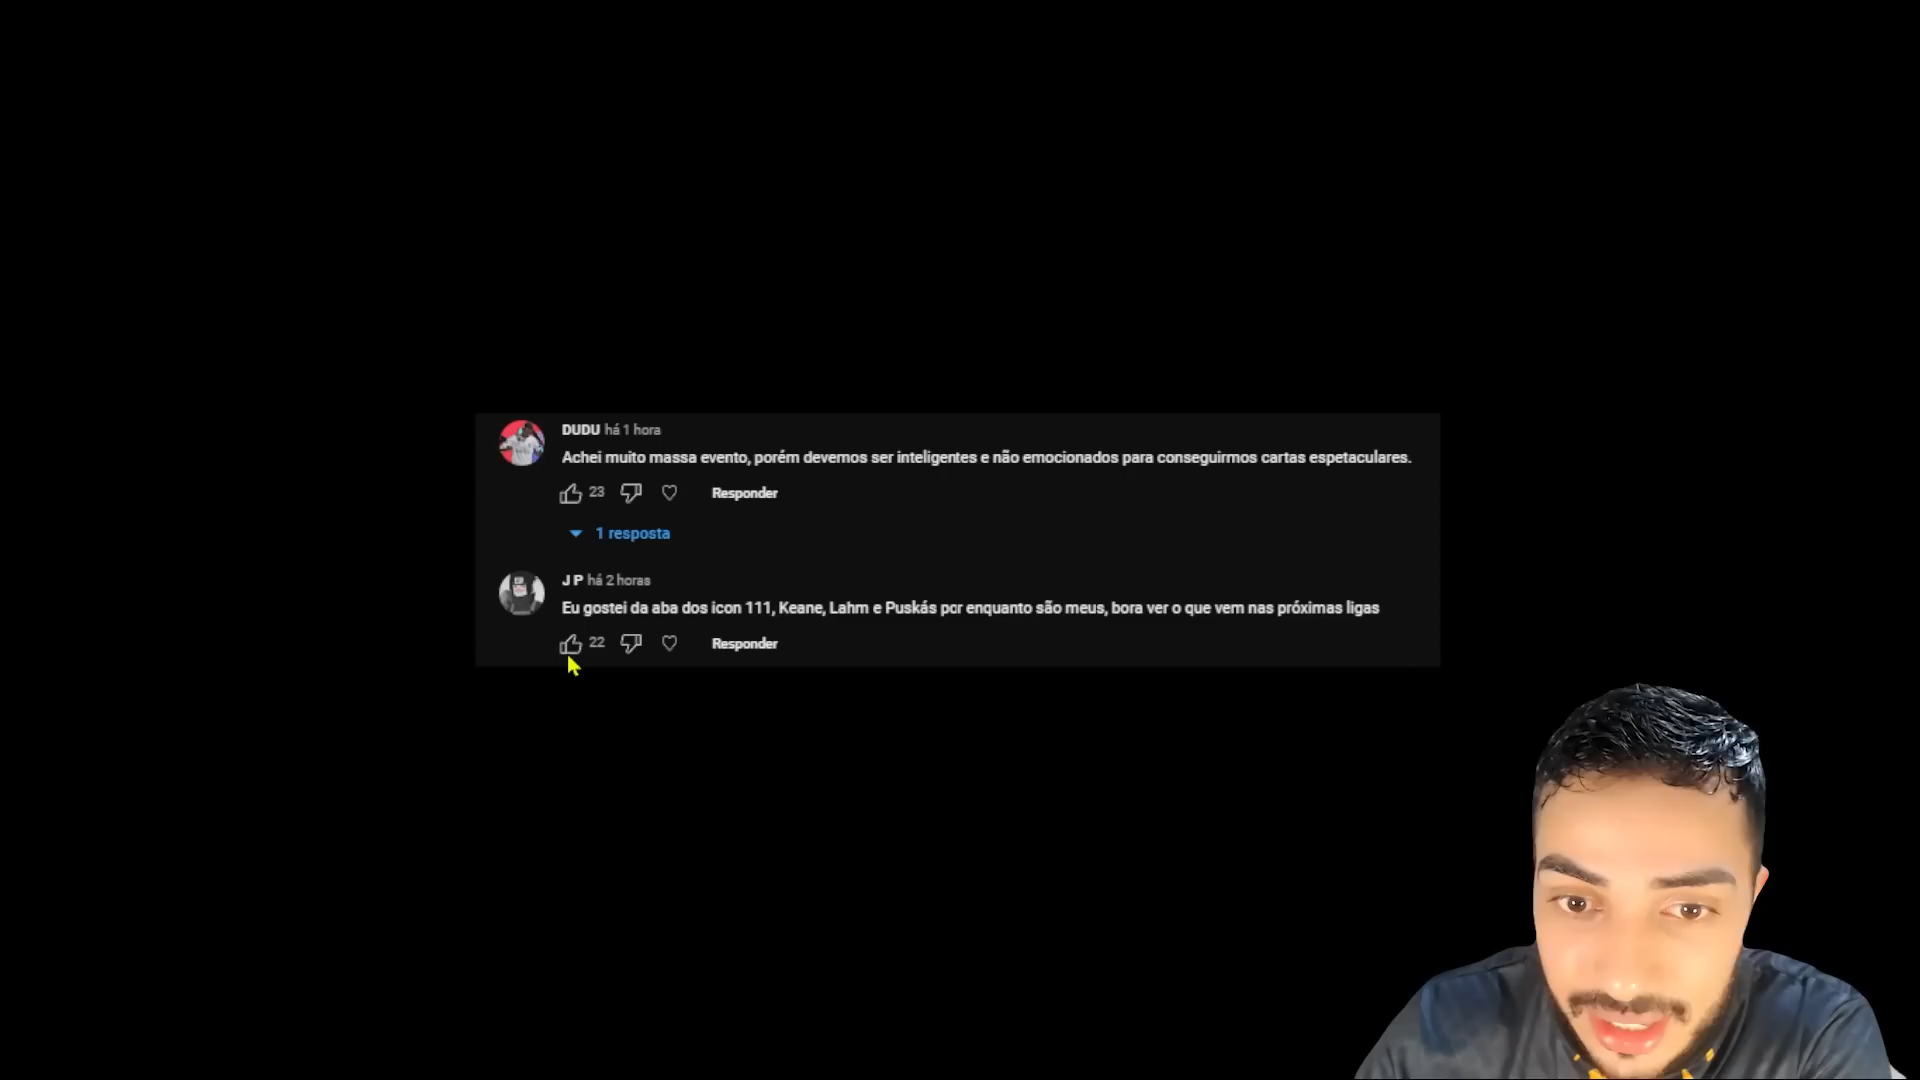 DUDU há 1 hora
Achei muito massa evento, porém devemos ser inteligentes e não emocionados para conseguirmos cartas espetaculares.
23 Responder
1 resposta
J P há 2 horas
Eu gostei da aba dos icon 111, Keane, Lahm e Puskás por enquanto são meus, bora ver o que vem nas próximas ligas
22 Responder